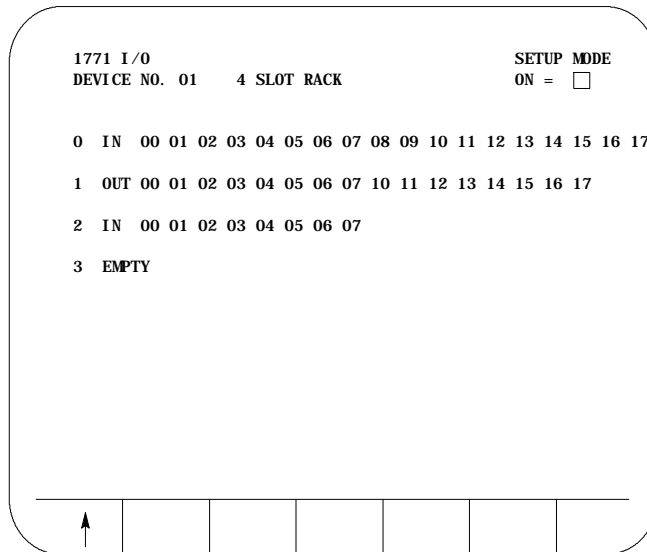 1771 I/O SETUP MODE
DEVICE NO. 01 4 SLOT RACK ON =
0 IN 00 01 02 03 04 05 06 07 08 09 10 11 12 13 14 15 16 17
1 OUT 00 01 02 03 04 05 06 07 10 11 12 13 14 15 16 17
2 IN 00 01 02 03 04 05 06 07
3 EMPTY